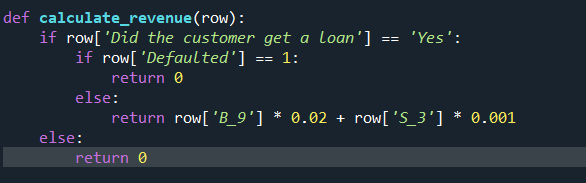 def calculate_revenue(row):
    if row['Did the customer get a loan'] == 'Yes':
        if row['Defaulted'] == 1:
            return 0
        else:
            return row['B_9'] * 0.02 + row['S_3'] * 0.001
    else:
        return 0